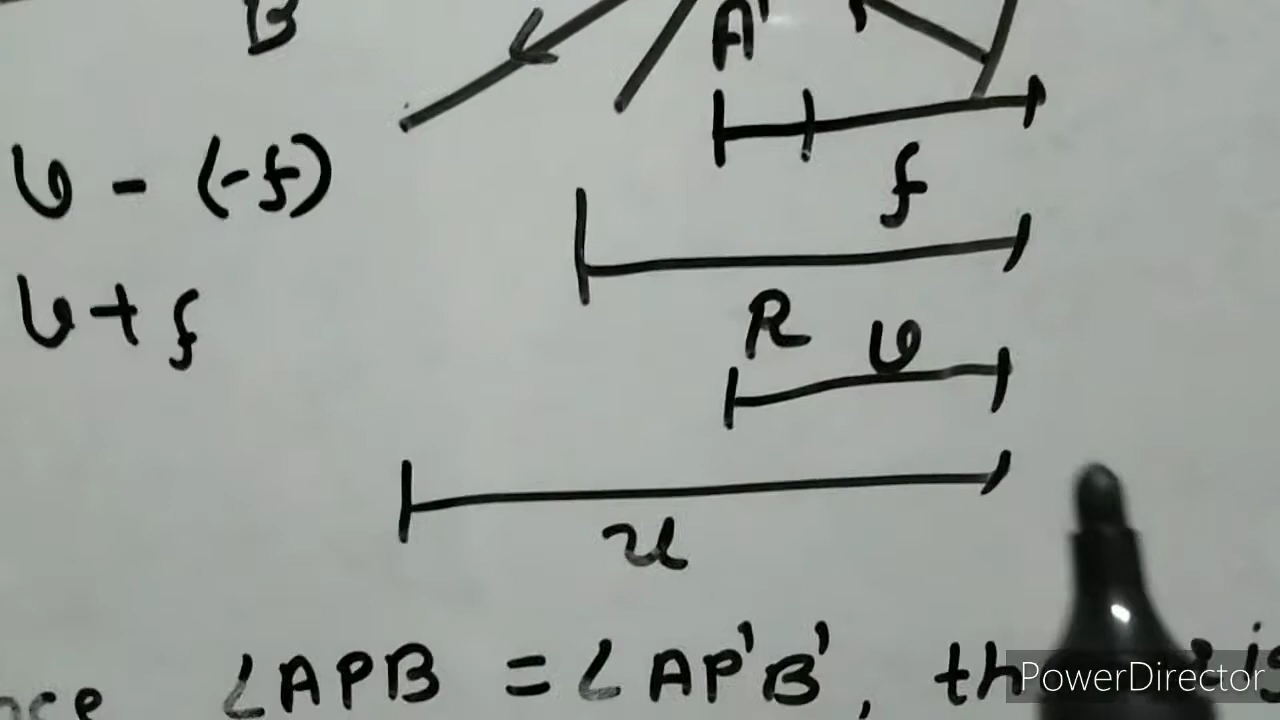 B
A'
v - (-f)
f
v + f
R
v
u
∠APB = ∠AP'B', th
PowerDirector